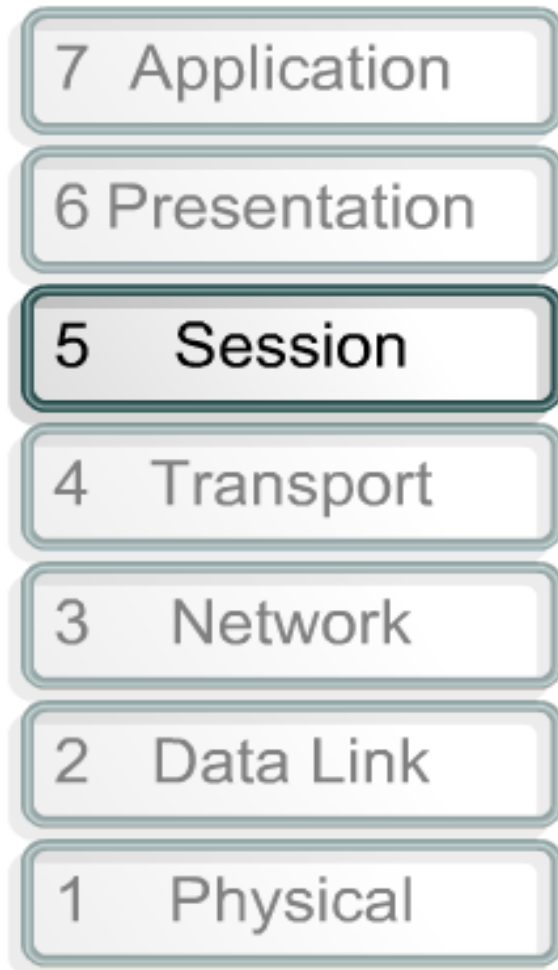 7 Application
6 Presentation
5 Session
4 Transport
3 Network
2 Data Link
1 Physical